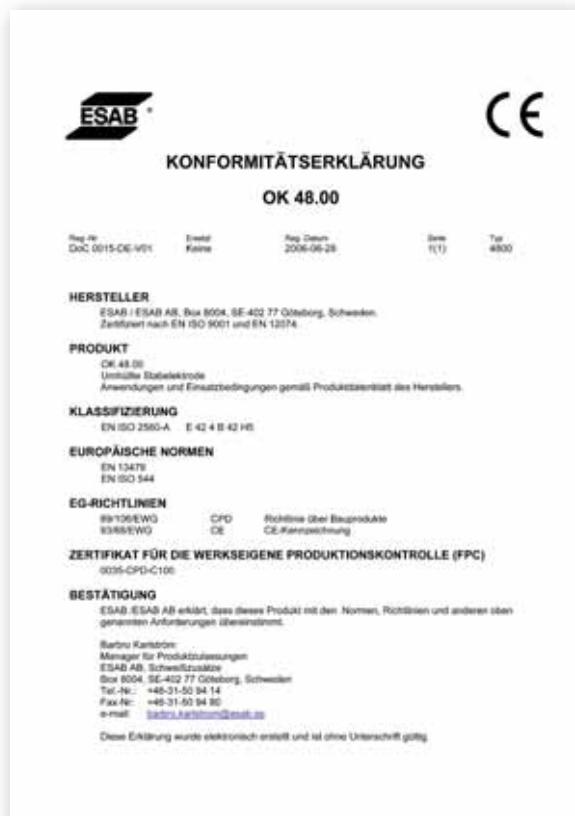 ESAB ®
CE
KONFORMITÄTSERKLÄRUNG
OK 48.00
Reg.-Nr. Ersetzt Reg. Datum Seite Typ
DoC 0015-DE-V01 Keine 2006-06-28 1(1) 4800
HERSTELLER
ESAB / ESAB AB, Box 8004, SE-402 77 Göteborg, Schweden.
Zertifiziert nach EN ISO 9001 und EN 12074.
PRODUKT
OK 48.00
Umhüllte Stabelektrode
Anwendungen und Einsatzbedingungen gemäß Produktdatenblatt des Herstellers.
KLASSIFIZIERUNG
EN ISO 2560-A E 42 4 B 42 H5
EUROPÄISCHE NORMEN
EN 13479
EN ISO 544
EG-RICHTLINIEN
89/106/EWG CPD Richtlinie über Bauprodukte
93/68/EWG CE CE-Kennzeichnung
ZERTIFIKAT FÜR DIE WERKSEIGENE PRODUKTIONSKONTROLLE (FPC)
0035-CPD-C100
BESTÄTIGUNG
ESAB /ESAB AB erklärt, dass dieses Produkt mit den Normen, Richtlinien und anderen oben
genannten Anforderungen übereinstimmt.
Barbro Karlström
Manager für Produktzulassungen
ESAB AB, Schweißzusätze
Box 8004, SE-402 77 Göteborg, Schweden
Tel.-Nr.: +46-31-50 94 14
Fax-Nr: +46-31-50 94 80
e-mail: barbro.karlstrom@esab.se
Diese Erklärung wurde elektronisch erstellt und ist ohne Unterschrift gültig.